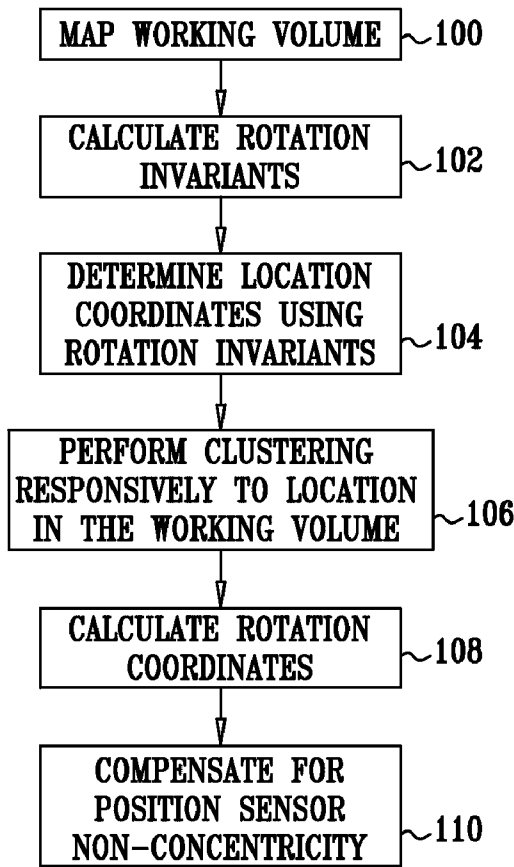 MAP WORKING VOLUME
100
CALCULATE ROTATION
INVARIANTS
102
DETERMINE LOCATION
COORDINATES USING
ROTATION INVARIANTS
104
PERFORM CLUSTERING
RESPONSIVELY TO LOCATION
IN THE WORKING VOLUME
106
CALCULATE ROTATION
COORDINATES
108
COMPENSATE FOR
POSITION SENSOR
NON-CONCENTRICITY
110